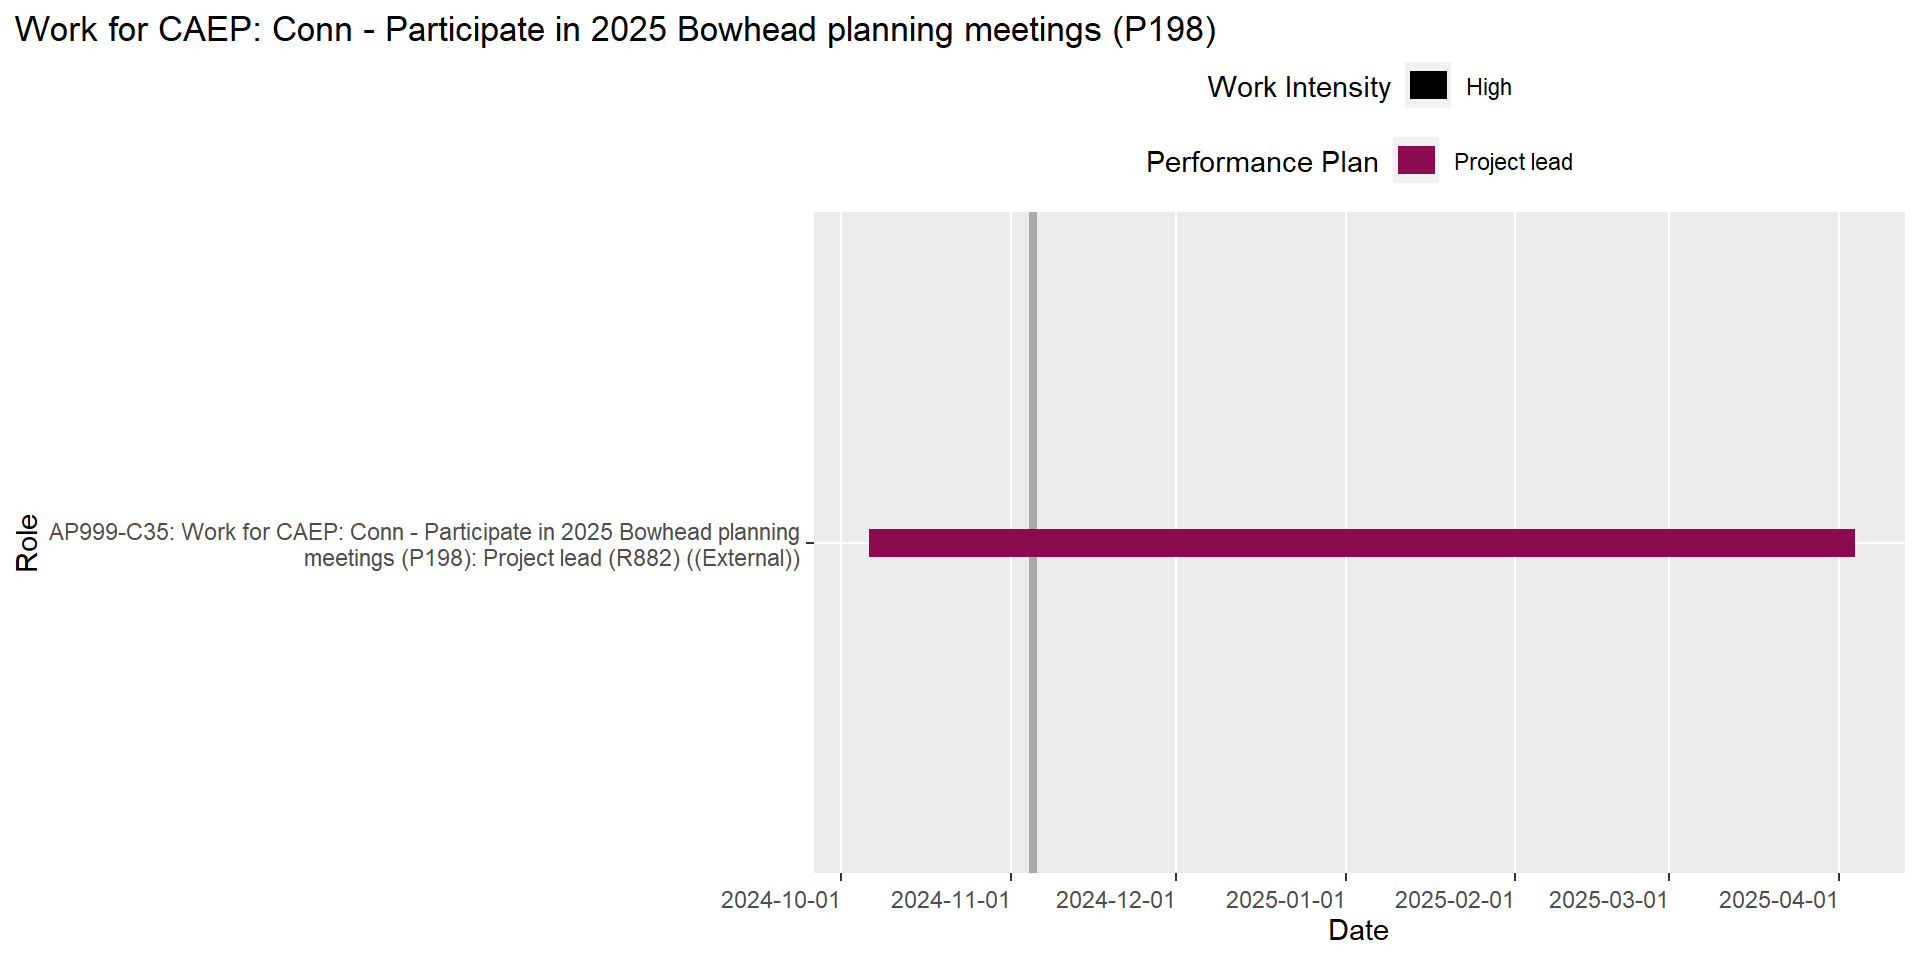 Work for CAEP: Conn - Participate in 2025 Bowhead planning meetings (P198)
Work Intensity High
Performance Plan Project lead
Role
AP999-C35: Work for CAEP: Conn - Participate in 2025 Bowhead planning
meetings (P198): Project lead (R882) ((External))
2024-10-01 2024-11-01 2024-12-01 2025-01-01 2025-02-01 2025-03-01 2025-04-01
Date